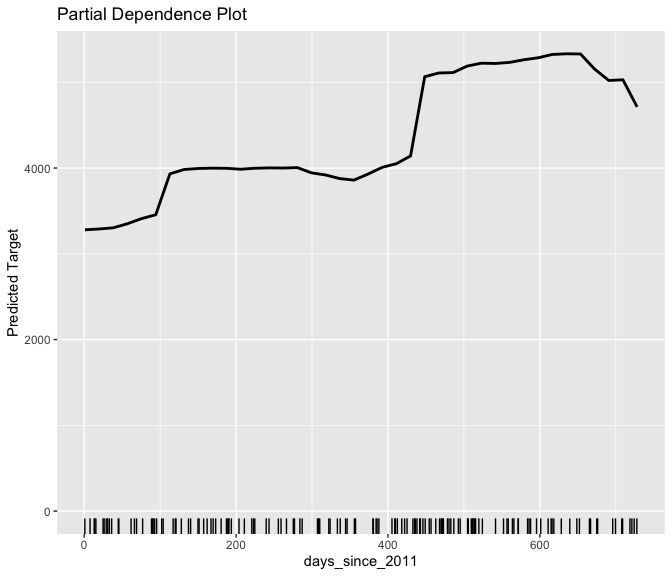 Partial Dependence Plot
Predicted Target
4000
2000
0
0 200 400 600
days_since_2011